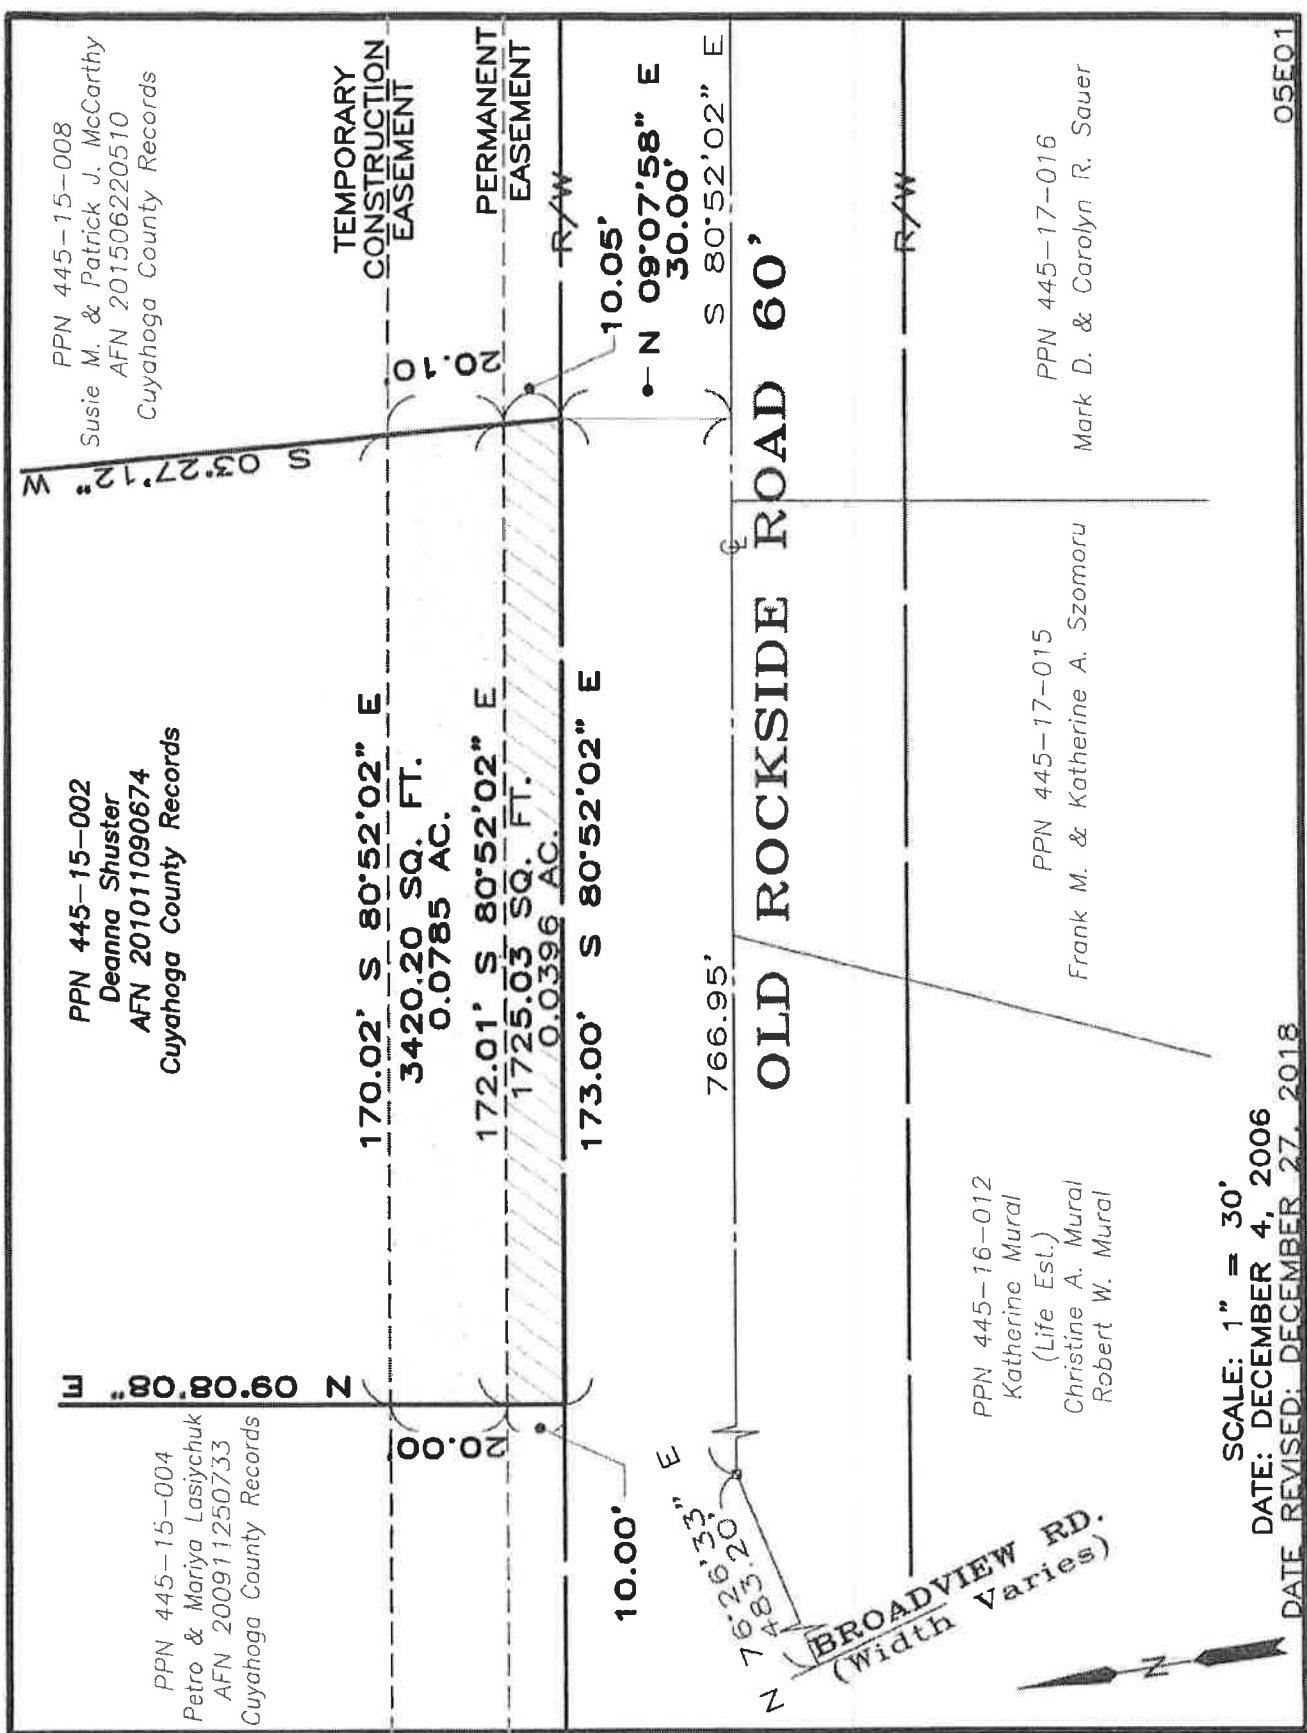 PPN 445-15-004
Petro & Mariya Lasiychuk
AFN 200911250733
Cuyahoga County Records
PPN 445-15-002
Deanna Shuster
AFN 201011090674
Cuyahoga County Records
PPN 445-15-008
Susie M. & Patrick J. McCarthy
AFN 201506220510
Cuyahoga County Records
N 09°08'08" E
S 03°27'12" W
TEMPORARY
CONSTRUCTION
EASEMENT
PERMANENT
EASEMENT
170.02' S 80°52'02" E
3420.20 SQ. FT.
0.0785 AC.
172.01' S 80°52'02" E
1725.03 SQ. FT.
0.0396 AC.
173.00' S 80°52'02" E
20.00'
20.10'
10.00'
10.05'
R/W
N 09°07'58" E
30.00'
N 76°26'33" E
483.20'
766.95'
S 80°52'02" E
OLD ROCKSIDE ROAD 60'
BROADVIEW RD.
(Width Varies)
R/W
PPN 445-16-012
Katherine Mural
(Life Est.)
Christine A. Mural
Robert W. Mural
PPN 445-17-015
Frank M. & Katherine A. Szomoru
PPN 445-17-016
Mark D. & Carolyn R. Sauer
N
SCALE: 1" = 30'
DATE: DECEMBER 4, 2006
DATE REVISED: DECEMBER 27, 2018
05E01